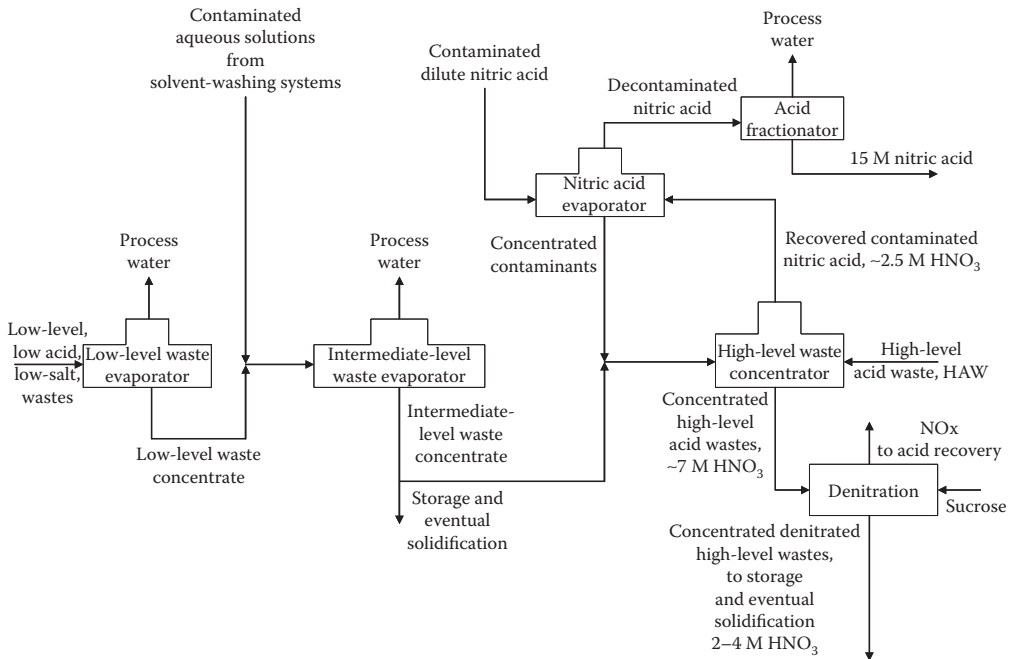 Contaminated
aqueous solutions
from
solvent-washing systems
Contaminated
dilute nitric acid
Process
water
Decontaminated
nitric acid
Acid
fractionator
15 M nitric acid
Nitric acid
evaporator
Concentrated
contaminants
Recovered contaminated
nitric acid, ~2.5 M HNO₃
Process
water
Process
water
Low-level,
low acid,
low-salt,
wastes
Low-level waste
evaporator
Intermediate-level
waste evaporator
High-level waste
concentrator
High-level
acid waste, HAW
Low-level waste
concentrate
Intermediate-
level waste
concentrate
Concentrated
high-level
acid wastes,
~7 M HNO₃
NOx
to acid recovery
Denitration
Sucrose
Storage and
eventual
solidification
Concentrated denitrated
high-level wastes,
to storage
and eventual
solidification
2–4 M HNO₃